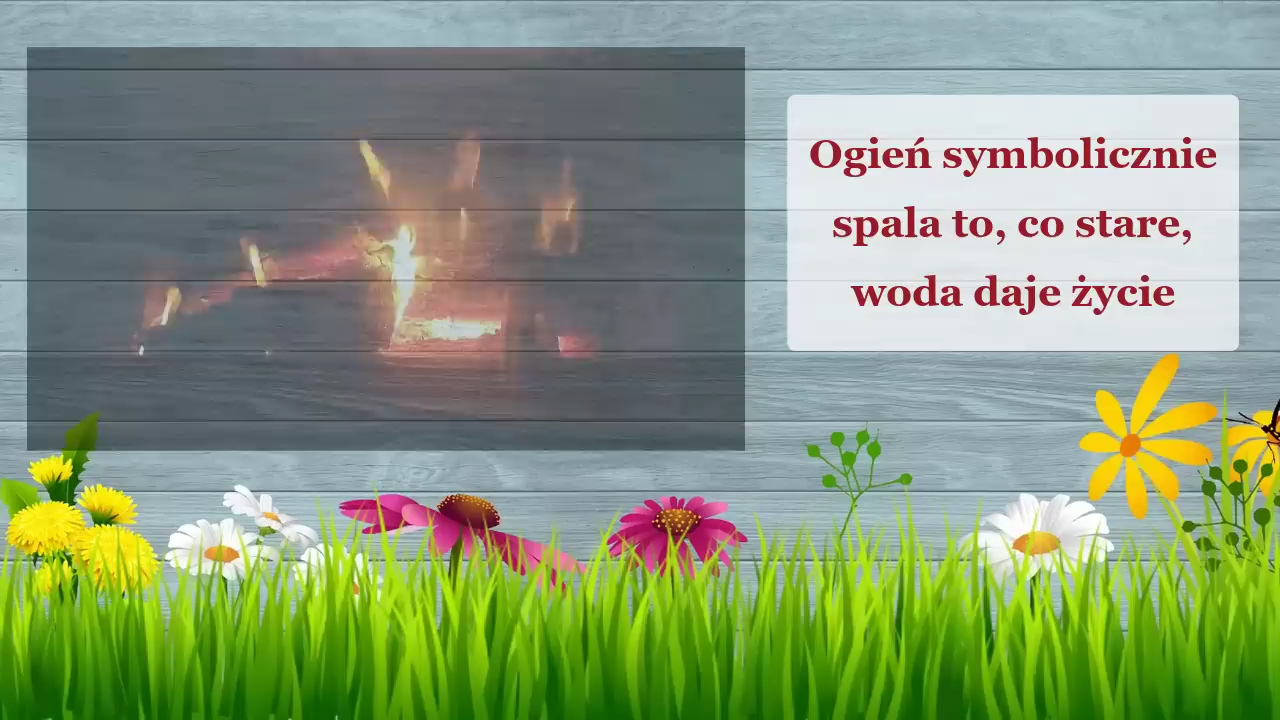 Ogień symbolicznie
spala to, co stare,
woda daje życie